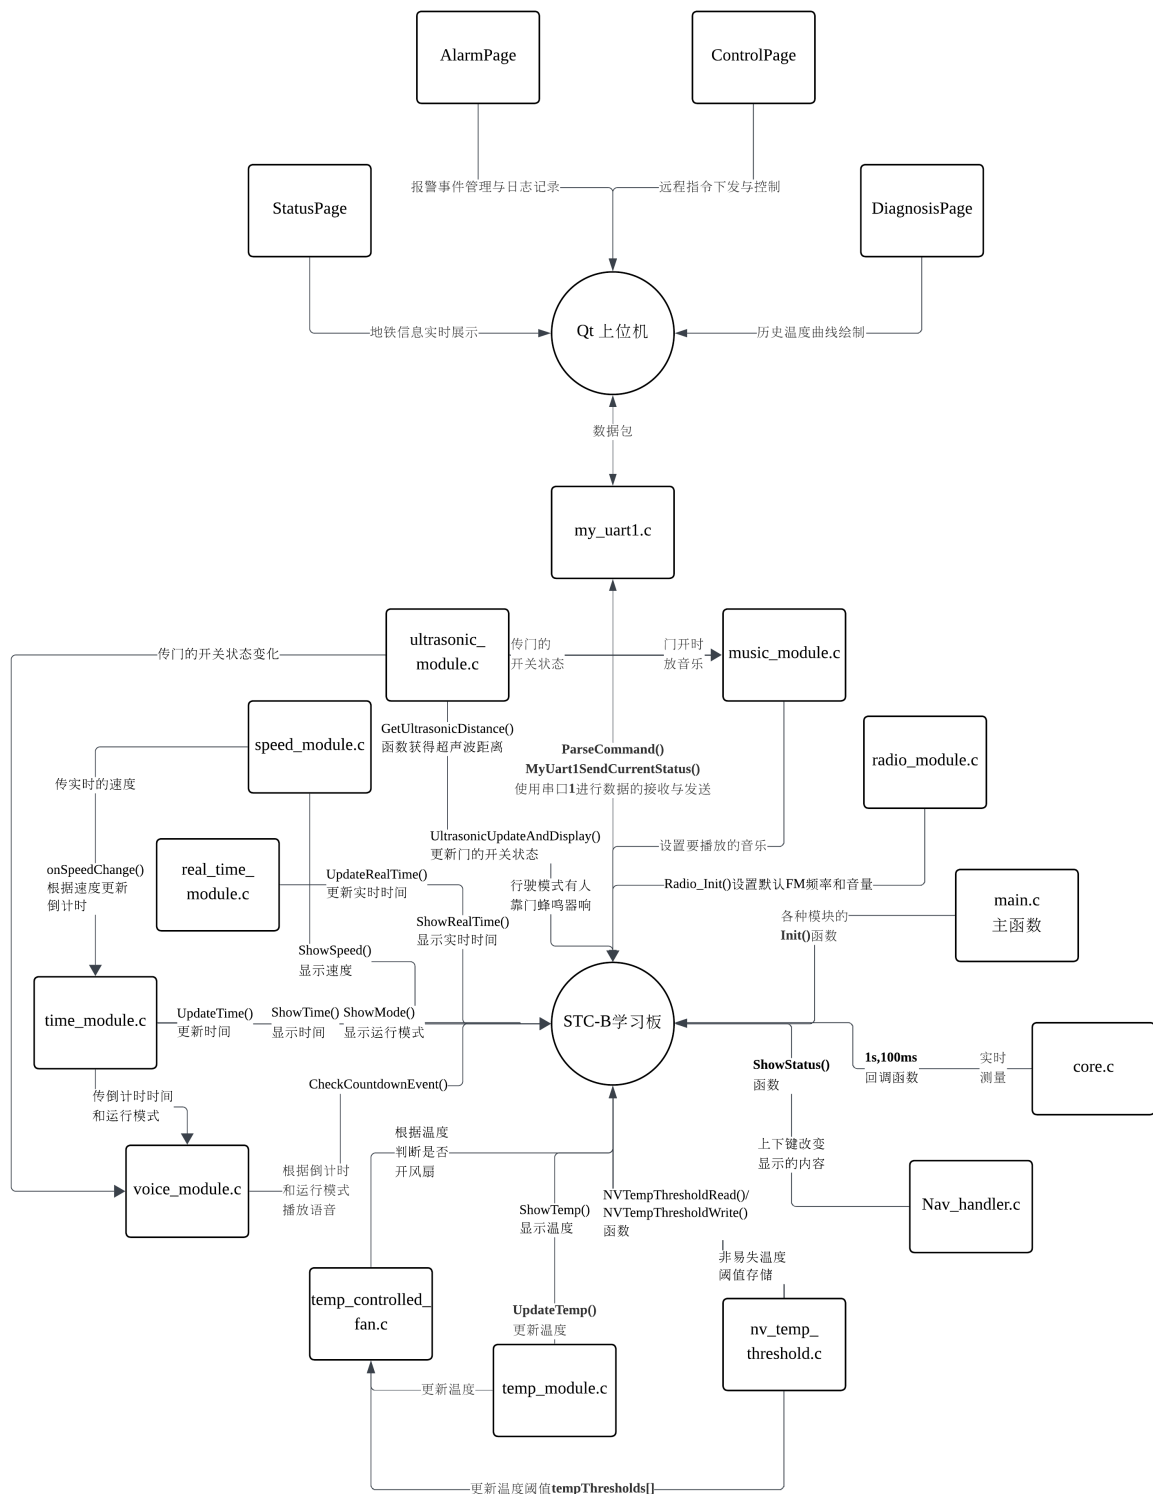 AlarmPage
ControlPage
报警事件管理与日志记录
远程指令下发与控制
StatusPage
DiagnosisPage
地铁信息实时展示
Qt 上位机
历史温度曲线绘制
数据包
my_uart1.c
传门的开关状态变化
ultrasonic_
module.c
传门的
开关状态
门开时
放音乐
music_module.c
GetUltrasonicDistance()
函数获得超声波距离
speed_module.c
ParseCommand()
MyUart1SendCurrentStatus()
使用串口1进行数据的接收与发送
radio_module.c
传实时的速度
UltrasonicUpdateAndDisplay()
更新门的开关状态
设置要播放的音乐
onSpeedChange()
根据速度更新
倒计时
real_time_
module.c
UpdateRealTime()
更新实时时间
行驶模式有人
靠门蜂鸣器响
Radio_Init()设置默认FM频率和音量
main.c
主函数
各种模块的
Init()函数
ShowRealTime()
显示实时时间
ShowSpeed()
显示速度
time_module.c
UpdateTime()
更新时间
ShowTime()
显示时间
ShowMode()
显示运行模式
STC-B学习板
1s,100ms
回调函数
实时
测量
core.c
ShowStatus()
函数
CheckCountdownEvent()
传倒计时时间
和运行模式
根据温度
判断是否
开风扇
上下键改变
显示的内容
voice_module.c
根据倒计时
和运行模式
播放语音
ShowTemp()
显示温度
NVTempThresholdRead()/
NVTempThresholdWrite()
函数
Nav_handler.c
非易失温度
阈值存储
temp_controlled_
fan.c
UpdateTemp()
更新温度
nv_temp_
threshold.c
更新温度
temp_module.c
更新温度阈值tempThresholds[]